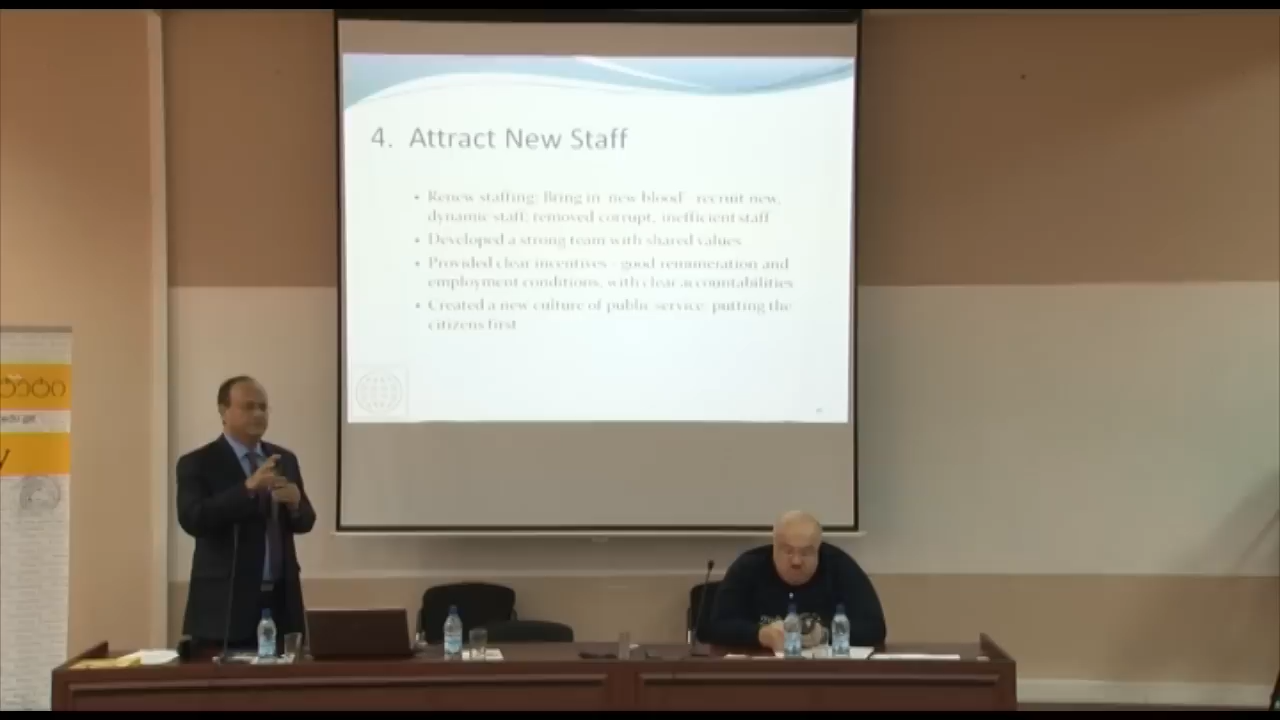 4. Attract New Staff
• Renew staffing: Bring in 'new blood' - recruit new,
dynamic staff, removed corrupt, inefficient staff
• Developed a strong team with shared values
• Provided clear incentives - good remuneration and
employment conditions, with clear accountabilities
• Created a new culture of public service: putting the
citizens first